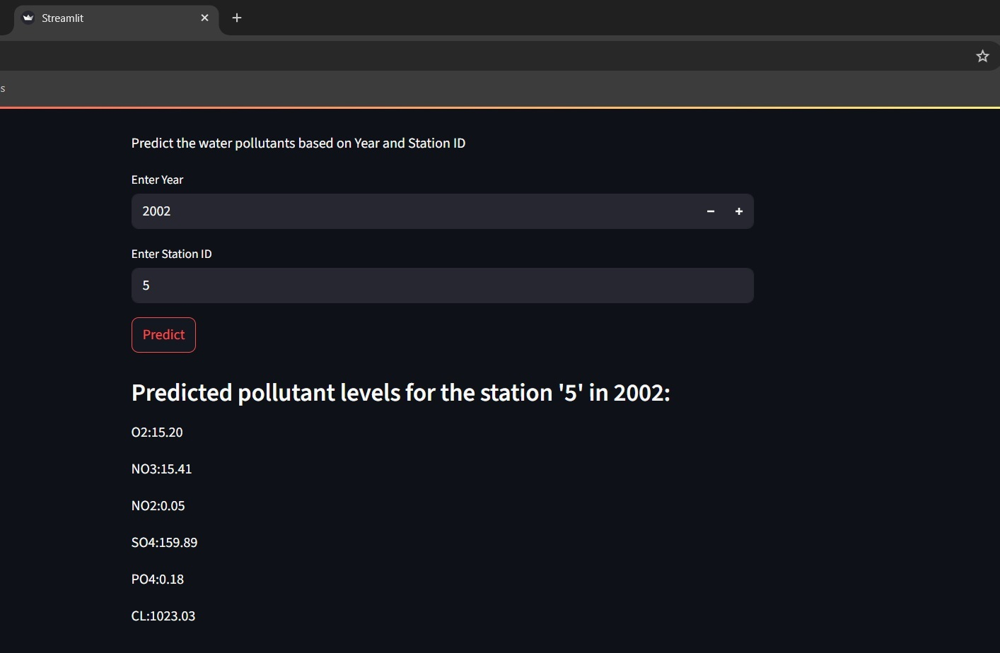 Streamlit
s
Predict the water pollutants based on Year and Station ID
Enter Year
2002
Enter Station ID
5
Predict
Predicted pollutant levels for the station '5' in 2002:
O2:15.20
NO3:15.41
NO2:0.05
SO4:159.89
PO4:0.18
CL:1023.03